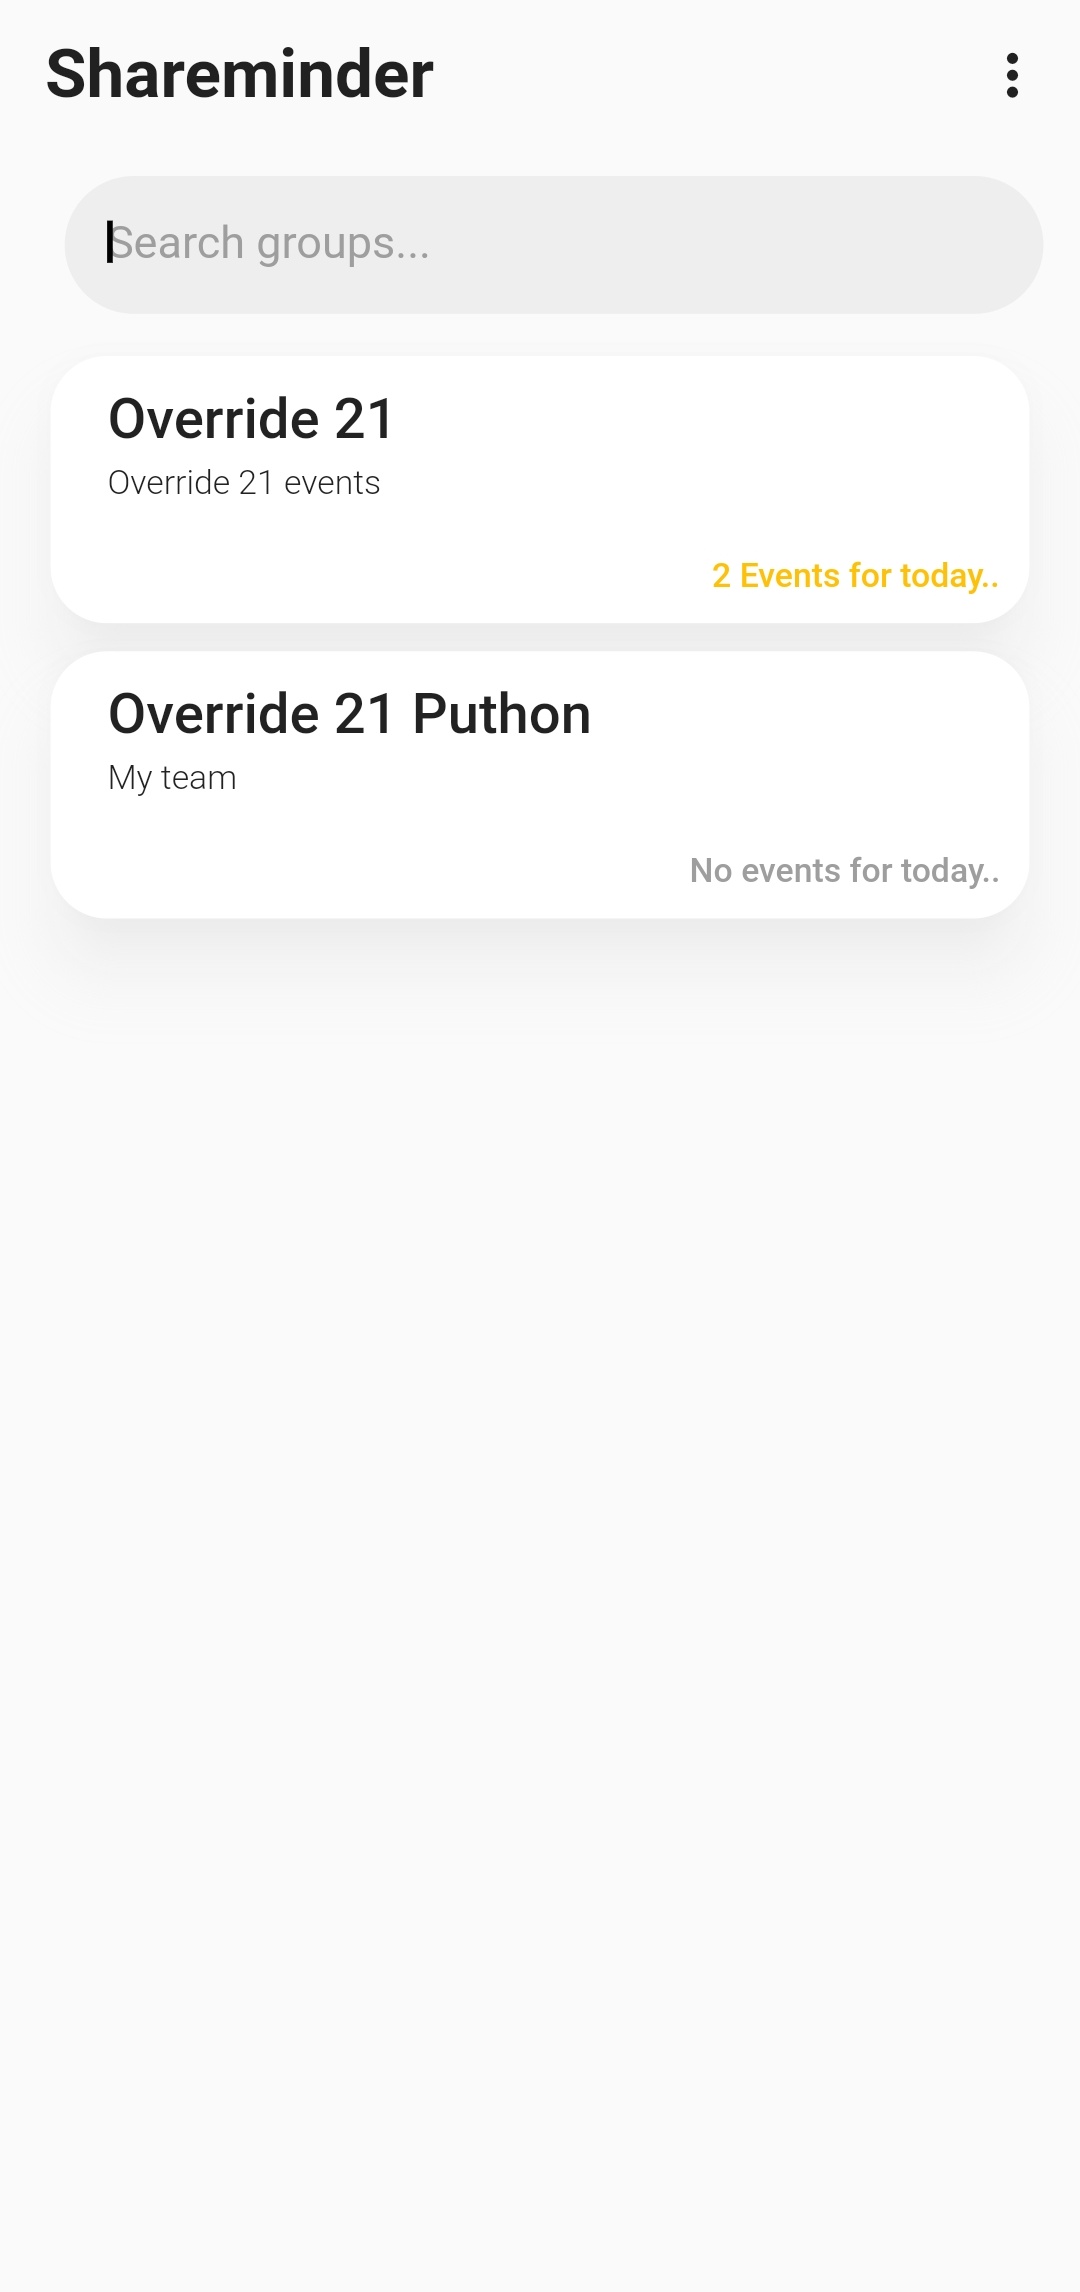 Shareminder
Search groups...
Override 21
Override 21 events
2 Events for today..
Override 21 Puthon
My team
No events for today..